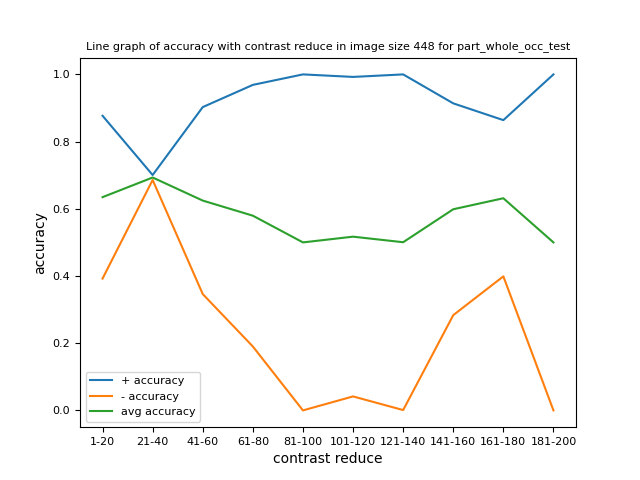 Line graph of accuracy with contrast reduce in image size 448 for part_whole_occ_test
1.0
0.8
0.6
0.4
0.2
0.0
accuracy
+ accuracy
- accuracy
avg accuracy
1-20 21-40 41-60 61-80 81-100 101-120 121-140 141-160 161-180 181-200
contrast reduce